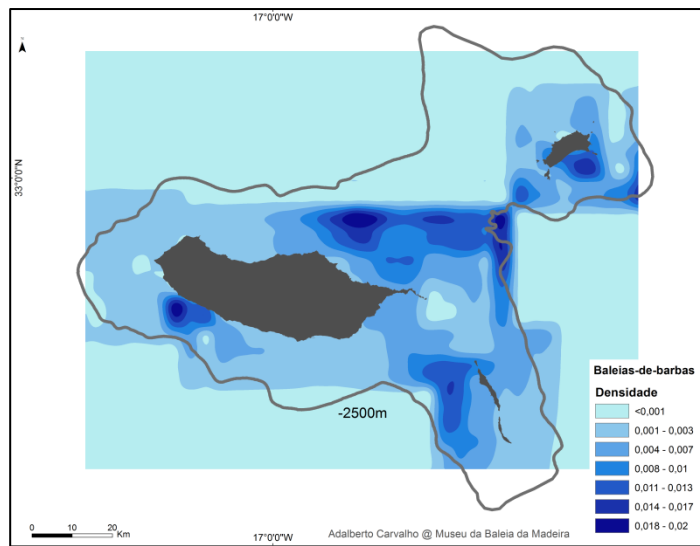 17°0'0"W
33°0'0"N
-2500m
Baleias-de-barbas
Densidade
<0,001
0,001 - 0,003
0,004 - 0,007
0,008 - 0,01
0,011 - 0,013
0,014 - 0,017
0,018 - 0,02
0 10 20
Km
17°0'0"W
Adalberto Carvalho @ Museu da Baleia da Madeira